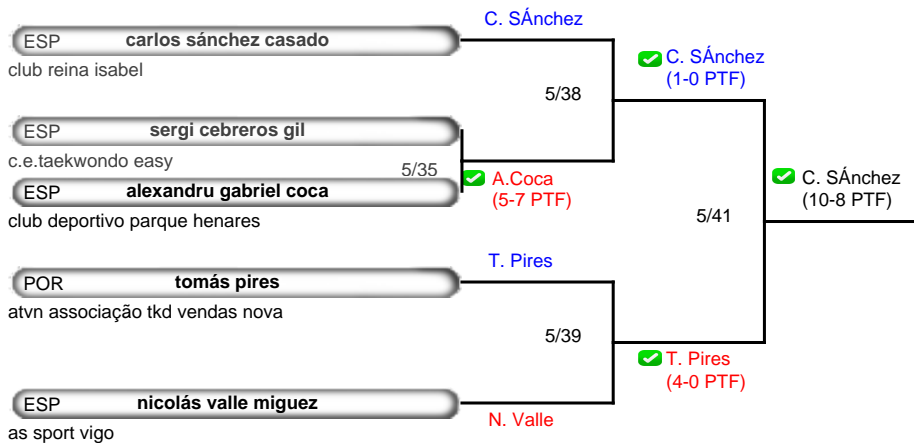 C. SÁnchez
ESP carlos sánchez casado
club reina isabel
C. SÁnchez
(1-0 PTF)
5/38
ESP sergi cebreros gil
c.e.taekwondo easy
5/35
A.Coca
(5-7 PTF)
ESP alexandru gabriel coca
club deportivo parque henares
C. SÁnchez
(10-8 PTF)
5/41
T. Pires
POR tomás pires
atvn associação tkd vendas nova
5/39
T. Pires
(4-0 PTF)
ESP nicolás valle miguez
N. Valle
as sport vigo